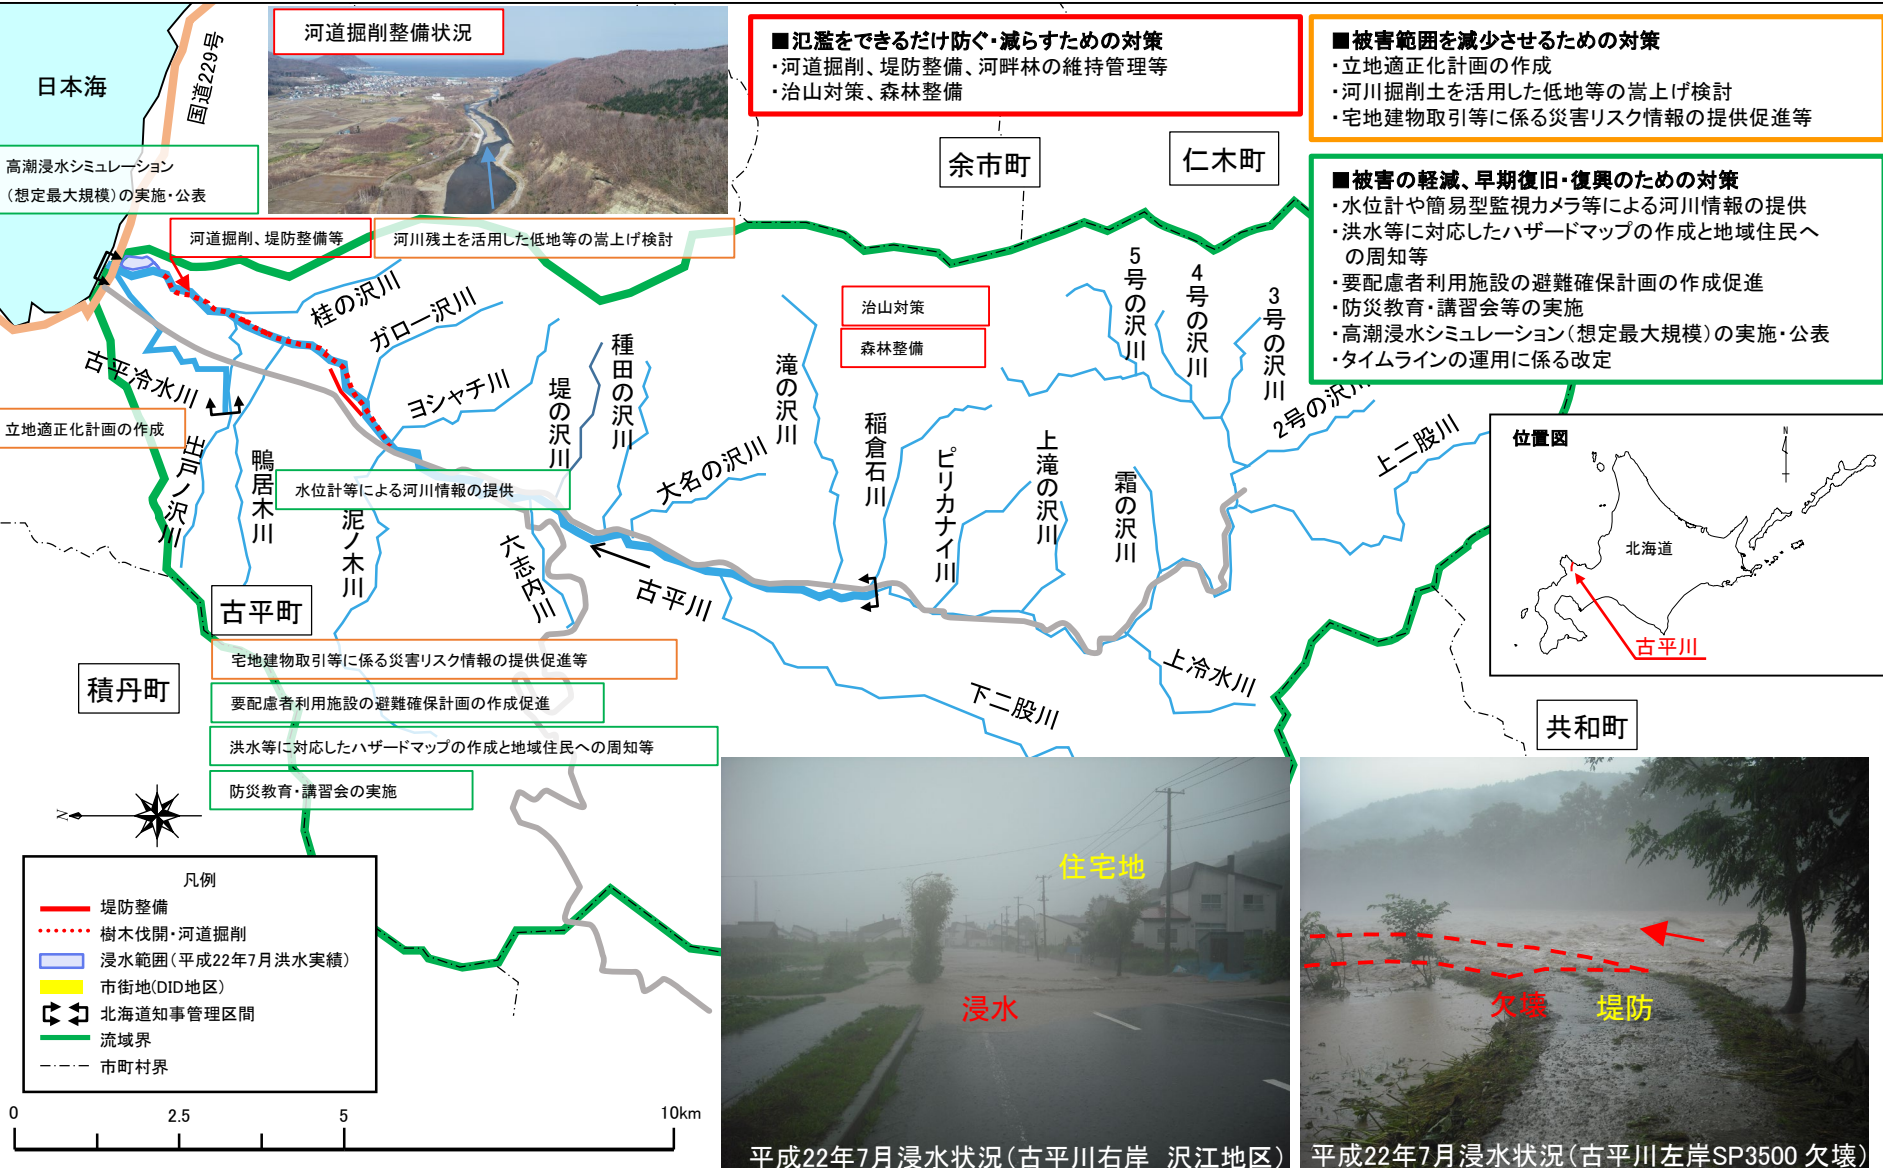 河道掘削整備状況
日本海
国道229号
■氾濫をできるだけ防ぐ・減らすための対策
・河道掘削、堤防整備、河畔林の維持管理等
・治山対策、森林整備
■被害範囲を減少させるための対策
・立地適正化計画の作成
・河川掘削土を活用した低地等の嵩上げ検討
・宅地建物取引等に係る災害リスク情報の提供促進等
■被害の軽減、早期復旧・復興のための対策
・水位計や簡易型監視カメラ等による河川情報の提供
・洪水等に対応したハザードマップの作成と地域住民へ
の周知等
・要配慮者利用施設の避難確保計画の作成促進
・防災教育・講習会等の実施
・高潮浸水シミュレーション(想定最大規模)の実施・公表
・タイムラインの運用に係る改定
高潮浸水シミュレーション
(想定最大規模)の実施・公表
河道掘削、堤防整備等
河川残土を活用した低地等の嵩上げ検討
余市町
仁木町
治山対策
森林整備
桂の沢川
ガロー沢川
ヨシャチ川
堤の沢川
種田の沢川
大名の沢川
滝の沢川
稲倉石川
ピリカナイ川
上滝の沢川
霜の沢川
5号の沢川
4号の沢川
3号の沢川
2号の沢川
上二股川
古平冷水川
立地適正化計画の作成
出戸ノ沢川
鴨居木川
水位計等による河川情報の提供
泥ノ木川
六志内川
古平川
下二股川
上冷水川
古平町
積丹町
共和町
宅地建物取引等に係る災害リスク情報の提供促進等
要配慮者利用施設の避難確保計画の作成促進
洪水等に対応したハザードマップの作成と地域住民への周知等
防災教育・講習会の実施
位置図
N
北海道
古平川
N
凡例
堤防整備
樹木伐開・河道掘削
浸水範囲(平成22年7月洪水実績)
市街地(DID地区)
北海道知事管理区間
流域界
市町村界
0 2.5 5 10km
住宅地
浸水
平成22年7月浸水状況(古平川右岸 沢江地区)
欠壊
堤防
平成22年7月浸水状況(古平川左岸SP3500 欠壊)